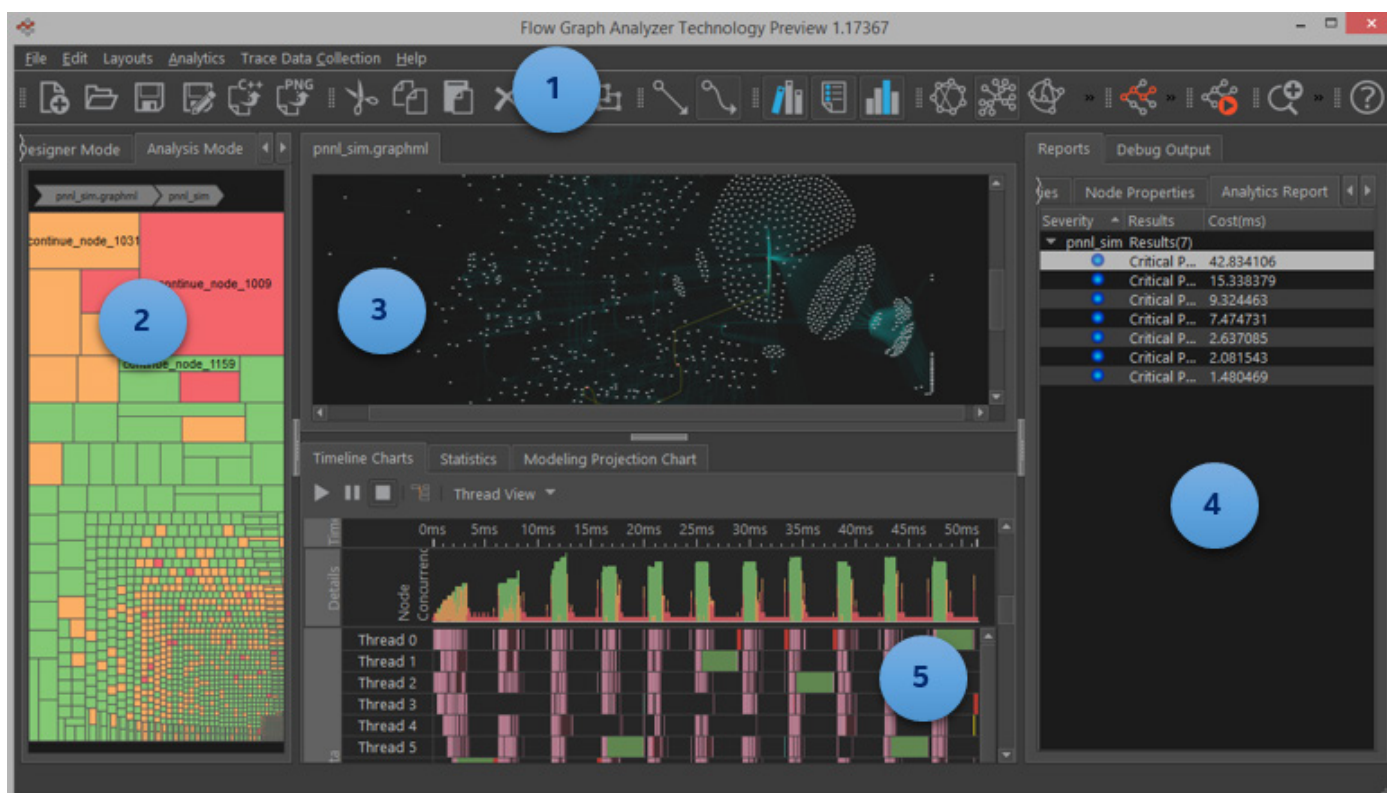 Flow Graph Analyzer Technology Preview 1.17367
File Edit Layouts Analytics Trace Data Collection Help
C++ PNG
1
Designer Mode Analysis Mode
pnnl_sim.graphml pnnl_sim
continue_node_1031
continue_node_1009
2
continue_node_1159
pnnl_sim.graphml
3
Timeline Charts Statistics Modeling Projection Chart
Thread View
0ms 5ms 10ms 15ms 20ms 25ms 30ms 35ms 40ms 45ms 50ms
Details
Node
Concurrenc
Thread 0
Thread 1
Thread 2
Thread 3
Thread 4
Thread 5
5
Reports Debug Output
Node Properties Analytics Report
Severity Results Cost(ms)
pnnl_sim Results(7)
Critical P... 42.834106
Critical P... 15.338379
Critical P... 9.324463
Critical P... 7.474731
Critical P... 2.637085
Critical P... 2.081543
Critical P... 1.480469
4